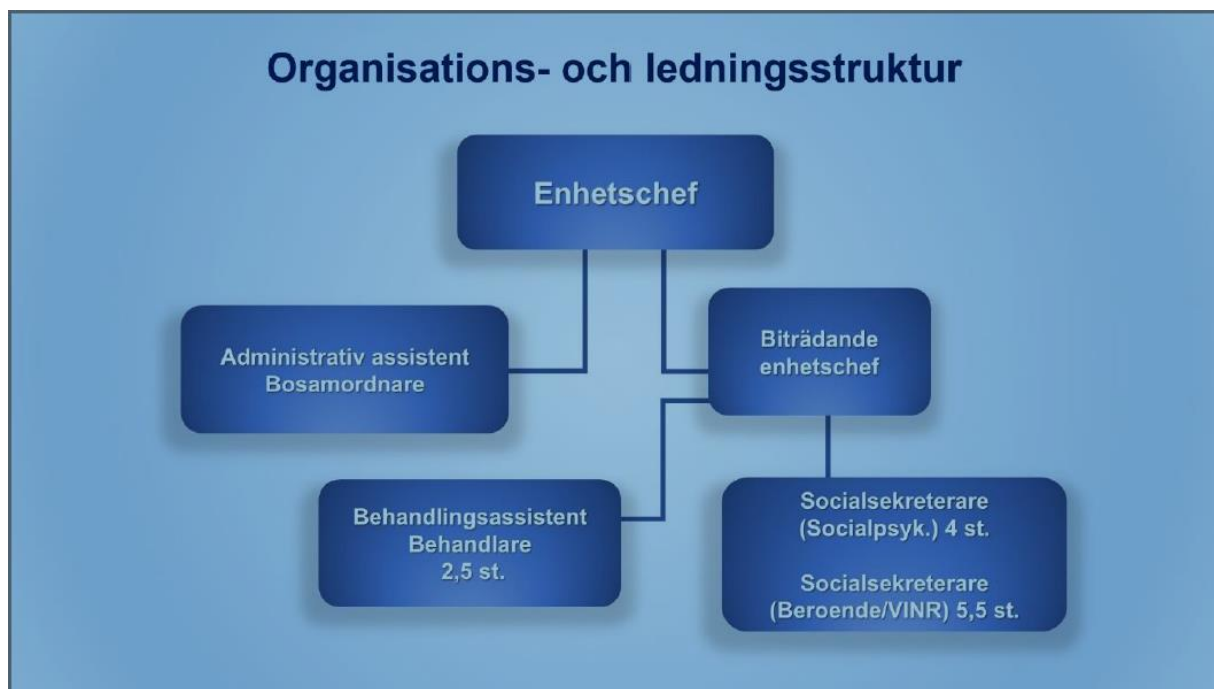 Organisations- och ledningsstruktur
Enhetschef
Administrativ assistent
Bosamordnare
Biträdande
enhetschef
Behandlingsassistent
Behandlare
2,5 st.
Socialsekreterare
(Socialpsyk.) 4 st.
Socialsekreterare
(Beroende/VINR) 5,5 st.